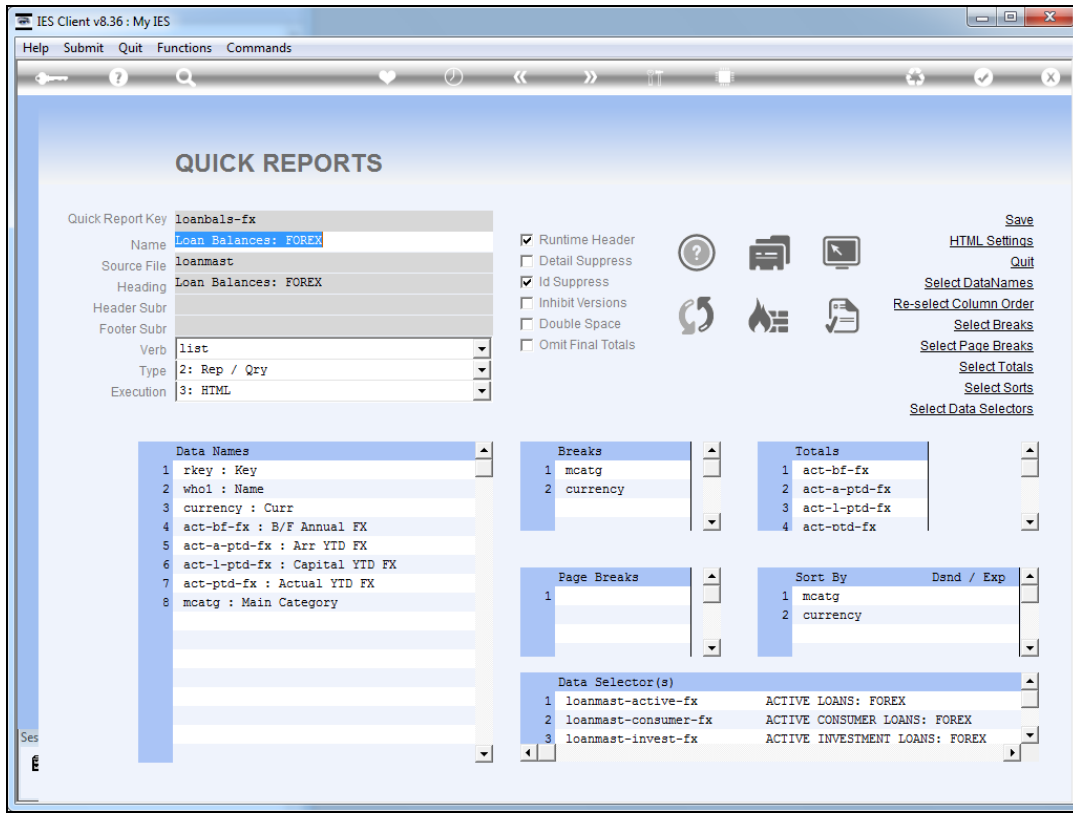 IES Client v8.36 : My IES
Help Submit Quit Functions Commands
QUICK REPORTS
Quick Report Key loanbals-fx
Name Loan Balances: FOREX
Source File loanmast
Heading Loan Balances: FOREX
Header Subr
Footer Subr
Verb list
Type 2: Rep / Qry
Execution 3: HTML
Runtime Header
Detail Suppress
Id Suppress
Inhibit Versions
Double Space
Omit Final Totals
Save
HTML Settings
Quit
Select DataNames
Re-select Column Order
Select Breaks
Select Page Breaks
Select Totals
Select Sorts
Select Data Selectors
Data Names
1 rkey : Key
2 who1 : Name
3 currency : Curr
4 act-bf-fx : B/F Annual FX
5 act-a-ptd-fx : Arr YTD FX
6 act-l-ptd-fx : Capital YTD FX
7 act-ptd-fx : Actual YTD FX
8 mcatg : Main Category
Breaks
1 mcatg
2 currency
Totals
1 act-bf-fx
2 act-a-ptd-fx
3 act-l-ptd-fx
4 act-ptd-fx
Page Breaks
1
Sort By Dsnd / Exp
1 mcatg
2 currency
Data Selector(s)
1 loanmast-active-fx ACTIVE LOANS: FOREX
2 loanmast-consumer-fx ACTIVE CONSUMER LOANS: FOREX
3 loanmast-invest-fx ACTIVE INVESTMENT LOANS: FOREX
Ses